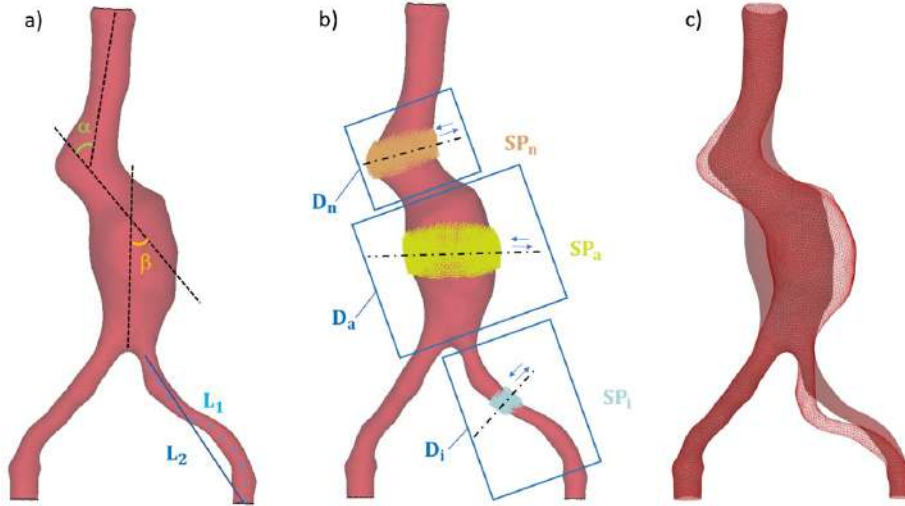 a)
α
β
L₁
L₂
b)
SPₙ
Dₙ
SPₐ
Dₐ
SPᵢ
Dᵢ
c)